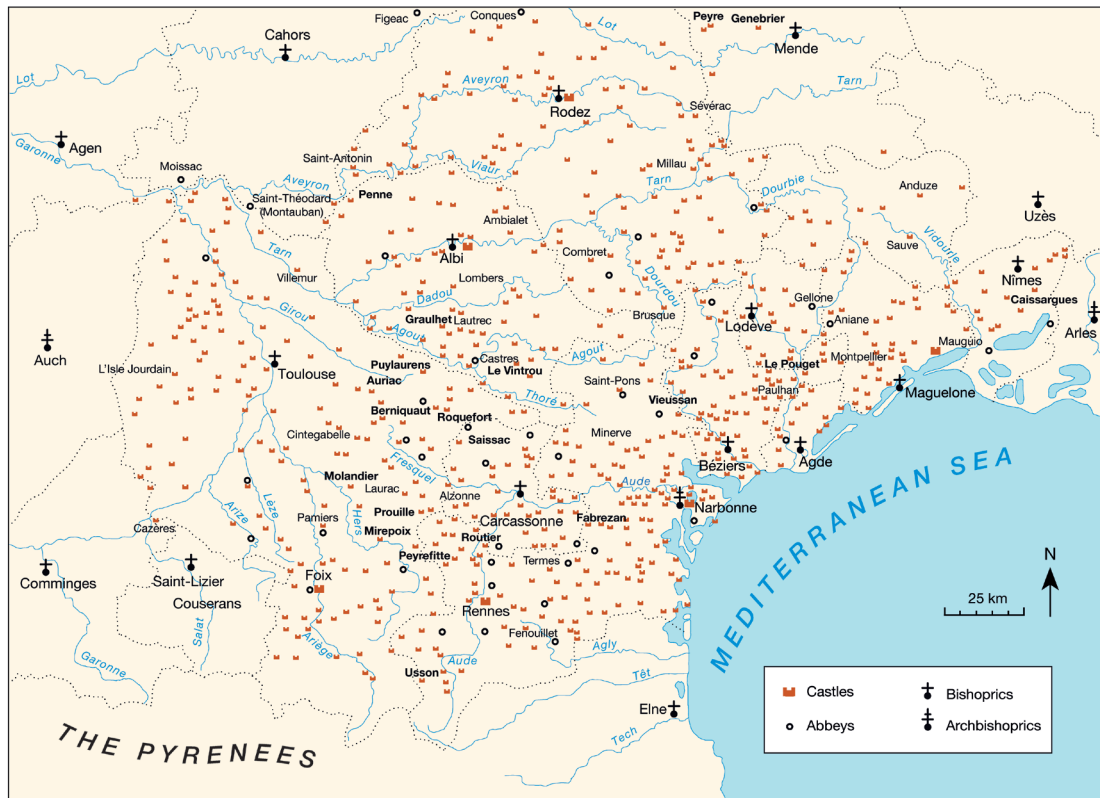 Figeac
Conques
Peyre
Genebrier
Lot
Cahors
Mende
Lot
Aveyron
Tarn
Rodez
Sévérac
Agen
Garonne
Saint-Antonin
Viaur
Millau
Moissac
Aveyron
Tarn
Dourbie
Anduze
Saint-Théodard
(Montauban)
Penne
Uzès
Ambialet
Tarn
Albi
Combret
Sauve
Vidourle
Villemur
Lombers
Dourdou
Nîmes
Dadou
Gellone
Caissargues
Girou
Graulhet
Lautrec
Brusque
Lodève
Aniane
Arles
Agout
Auch
Castres
Agout
Mauguio
L'Isle Jourdain
Toulouse
Puylaurens
Le Vintrou
Le Pouget
Montpellier
Auriac
Saint-Pons
Paulhan
Maguelone
Thoré
Vieussan
Berniquaut
Roquefort
Cintegabelle
Saissac
Minerve
Béziers
Agde
Fresquel
Molandier
Aude
Laurac
Alzonne
MEDITERRANEAN SEA
Lèze
Arize
Hers
Prouille
Carcassonne
Fabrezan
Narbonne
Cazères
Pamiers
Mirepoix
Routier
N
Comminges
Saint-Lizier
Peyrefitte
Termes
Foix
Couserans
Rennes
25 km
Salat
Ariège
Fenouillet
Agly
Garonne
Usson
Aude
Têt
Castles
Bishoprics
Elne
Abbeys
Archbishoprics
Tech
THE PYRENEES